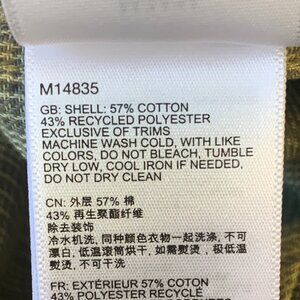 M14835
GB: SHELL: 57% COTTON
43% RECYCLED POLYESTER
EXCLUSIVE OF TRIMS
MACHINE WASH COLD, WITH LIKE
COLORS, DO NOT BLEACH, TUMBLE
DRY LOW, COOL IRON IF NEEDED,
DO NOT DRY CLEAN
CN: 外层 57% 棉
43% 再生聚酯纤维
除去装饰
冷水机洗, 同种颜色衣物一起洗涤, 不可
漂白, 低温滚筒烘干, 如需熨烫, 极低温
熨烫, 不可干洗
FR: EXTÉRIEUR 57% COTON
43% POLYESTER RECYCLÉ